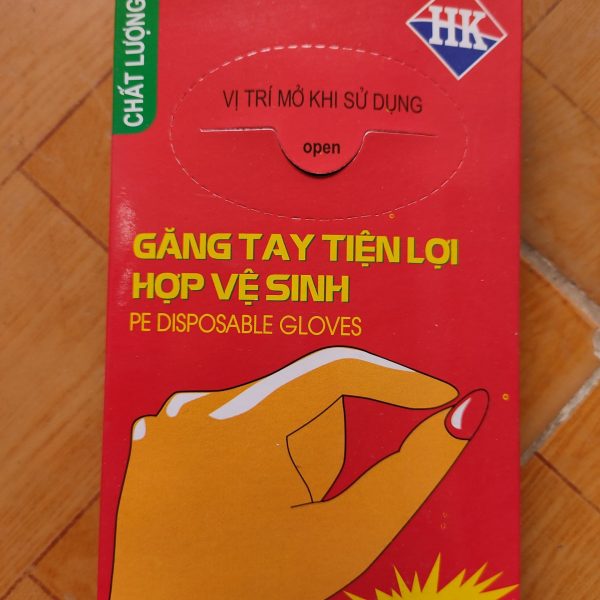 CHẤT LƯỢNG
HK
VỊ TRÍ MỞ KHI SỬ DỤNG
open
GĂNG TAY TIỆN LỢI
HỢP VỆ SINH
PE DISPOSABLE GLOVES